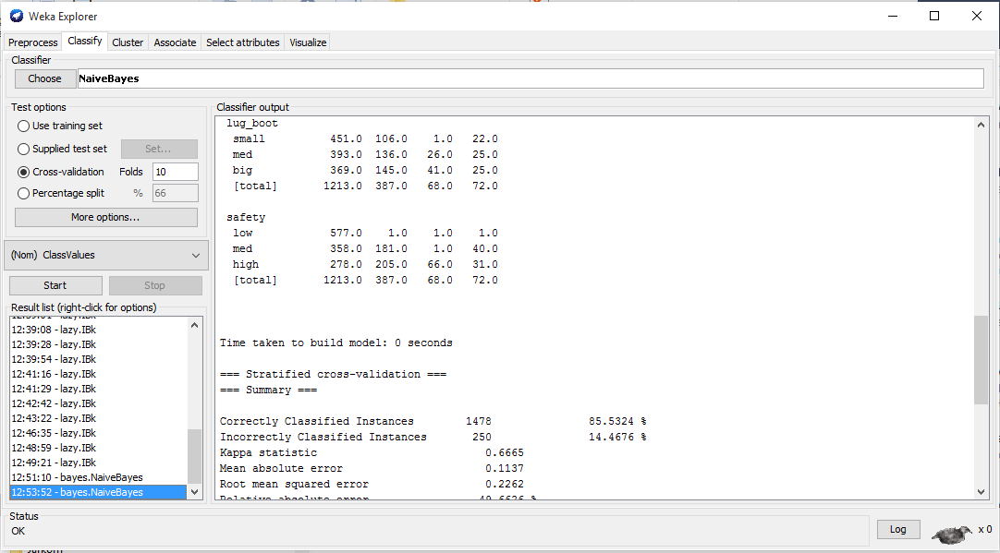 Weka Explorer
Preprocess Classify Cluster Associate Select attributes Visualize
Classifier
Choose NaiveBayes
Test options
Use training set
Supplied test set Set...
Cross-validation Folds 10
Percentage split % 66
More options...
(Nom) ClassValues
Start Stop
Result list (right-click for options)
12:39:08 - lazy.IBk
12:39:28 - lazy.IBk
12:39:54 - lazy.IBk
12:41:16 - lazy.IBk
12:41:29 - lazy.IBk
12:42:42 - lazy.IBk
12:43:22 - lazy.IBk
12:46:35 - lazy.IBk
12:48:59 - lazy.IBk
12:49:21 - lazy.IBk
12:51:10 - bayes.NaiveBayes
12:53:52 - bayes.NaiveBayes
Classifier output
lug_boot
small 451.0 106.0 1.0 22.0
med 393.0 136.0 26.0 25.0
big 369.0 145.0 41.0 25.0
[total] 1213.0 387.0 68.0 72.0
safety
low 577.0 1.0 1.0 1.0
med 358.0 181.0 1.0 40.0
high 278.0 205.0 66.0 31.0
[total] 1213.0 387.0 68.0 72.0
Time taken to build model: 0 seconds
=== Stratified cross-validation ===
=== Summary ===
Correctly Classified Instances 1478 85.5324 %
Incorrectly Classified Instances 250 14.4676 %
Kappa statistic 0.6665
Mean absolute error 0.1137
Root mean squared error 0.2262
Relative absolute error %
Status
OK
Log x 0